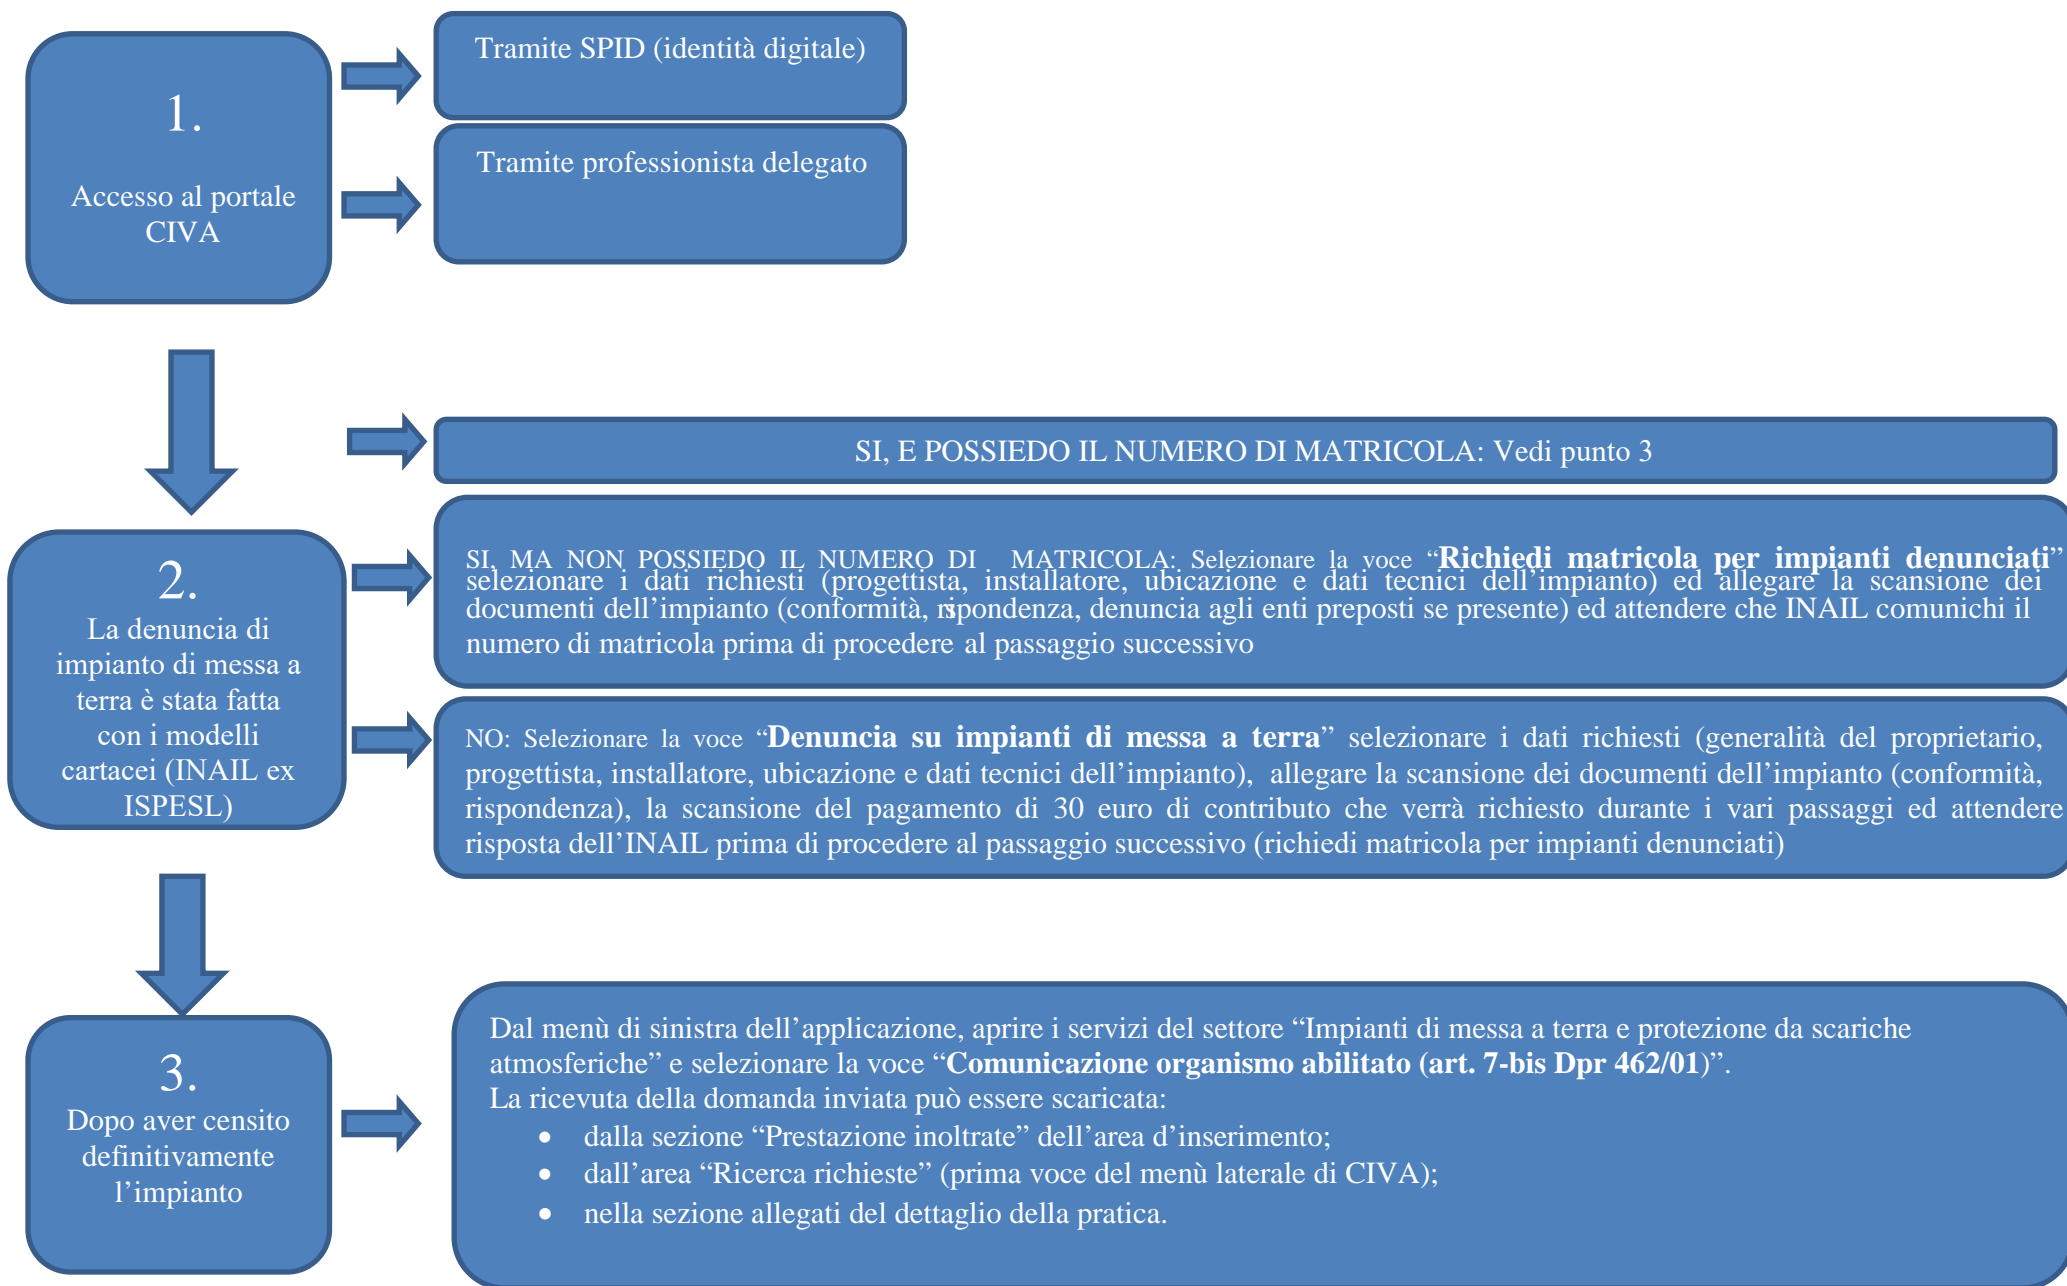 1.
Accesso al portale
CIVA
Tramite SPID (identità digitale)
Tramite professionista delegato
2.
La denuncia di
impianto di messa a
terra è stata fatta
con i modelli
cartacei (INAIL ex
ISPESL)
SI, E POSSIEDO IL NUMERO DI MATRICOLA: Vedi punto 3
SI, MA NON POSSIEDO IL NUMERO DI MATRICOLA: Selezionare la voce “Richiedi matricola per impianti denunciati”
selezionare i dati richiesti (progettista, installatore, ubicazione e dati tecnici dell’impianto) ed allegare la scansione dei
documenti dell’impianto (conformità, rispondenza, denuncia agli enti preposti se presente) ed attendere che INAIL comunichi il
numero di matricola prima di procedere al passaggio successivo
NO: Selezionare la voce “Denuncia su impianti di messa a terra” selezionare i dati richiesti (generalità del proprietario,
progettista, installatore, ubicazione e dati tecnici dell’impianto), allegare la scansione dei documenti dell’impianto (conformità,
rispondenza), la scansione del pagamento di 30 euro di contributo che verrà richiesto durante i vari passaggi ed attendere
risposta dell’INAIL prima di procedere al passaggio successivo (richiedi matricola per impianti denunciati)
3.
Dopo aver censito
definitivamente
l’impianto
Dal menù di sinistra dell’applicazione, aprire i servizi del settore “Impianti di messa a terra e protezione da scariche
atmosferiche” e selezionare la voce “Comunicazione organismo abilitato (art. 7-bis Dpr 462/01)”.
La ricevuta della domanda inviata può essere scaricata:
• dalla sezione “Prestazione inoltrate” dell’area d’inserimento;
• dall’area “Ricerca richieste” (prima voce del menù laterale di CIVA);
• nella sezione allegati del dettaglio della pratica.